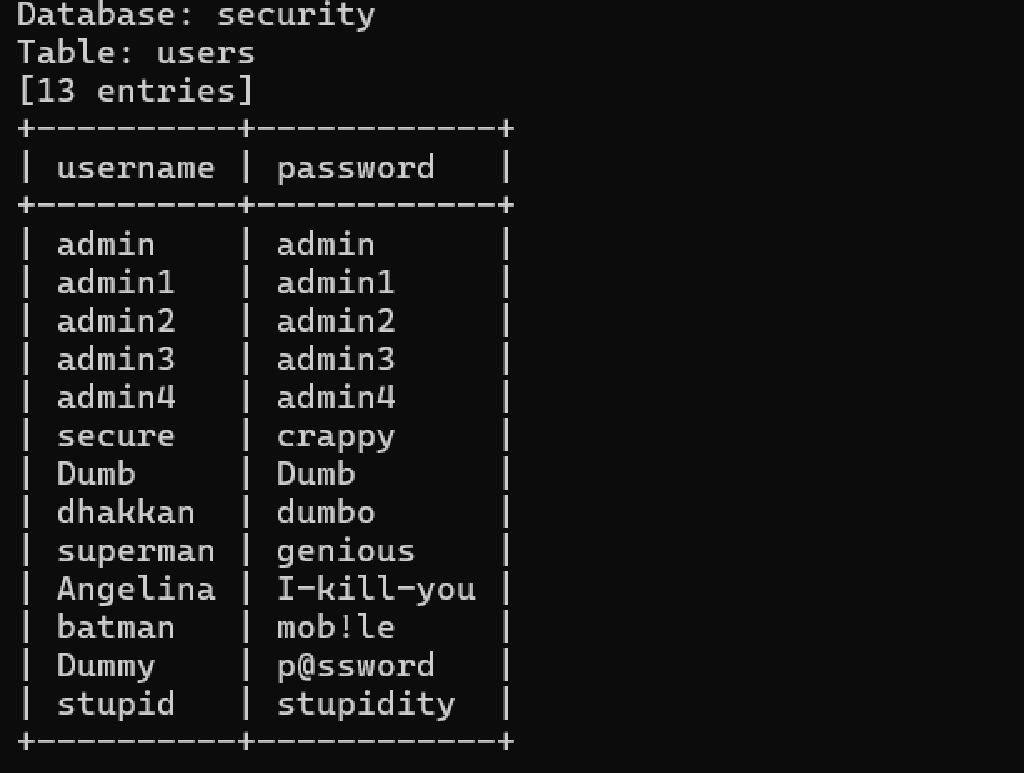 Database: security
Table: users
[13 entries]
+----------+------------+
| username | password   |
+----------+------------+
| admin    | admin      |
| admin1   | admin1     |
| admin2   | admin2     |
| admin3   | admin3     |
| admin4   | admin4     |
| secure   | crappy     |
| Dumb     | Dumb       |
| dhakkan  | dumbo      |
| superman | genious    |
| Angelina | I-kill-you |
| batman   | mob!le     |
| Dummy    | p@ssword   |
| stupid   | stupidity  |
+----------+------------+